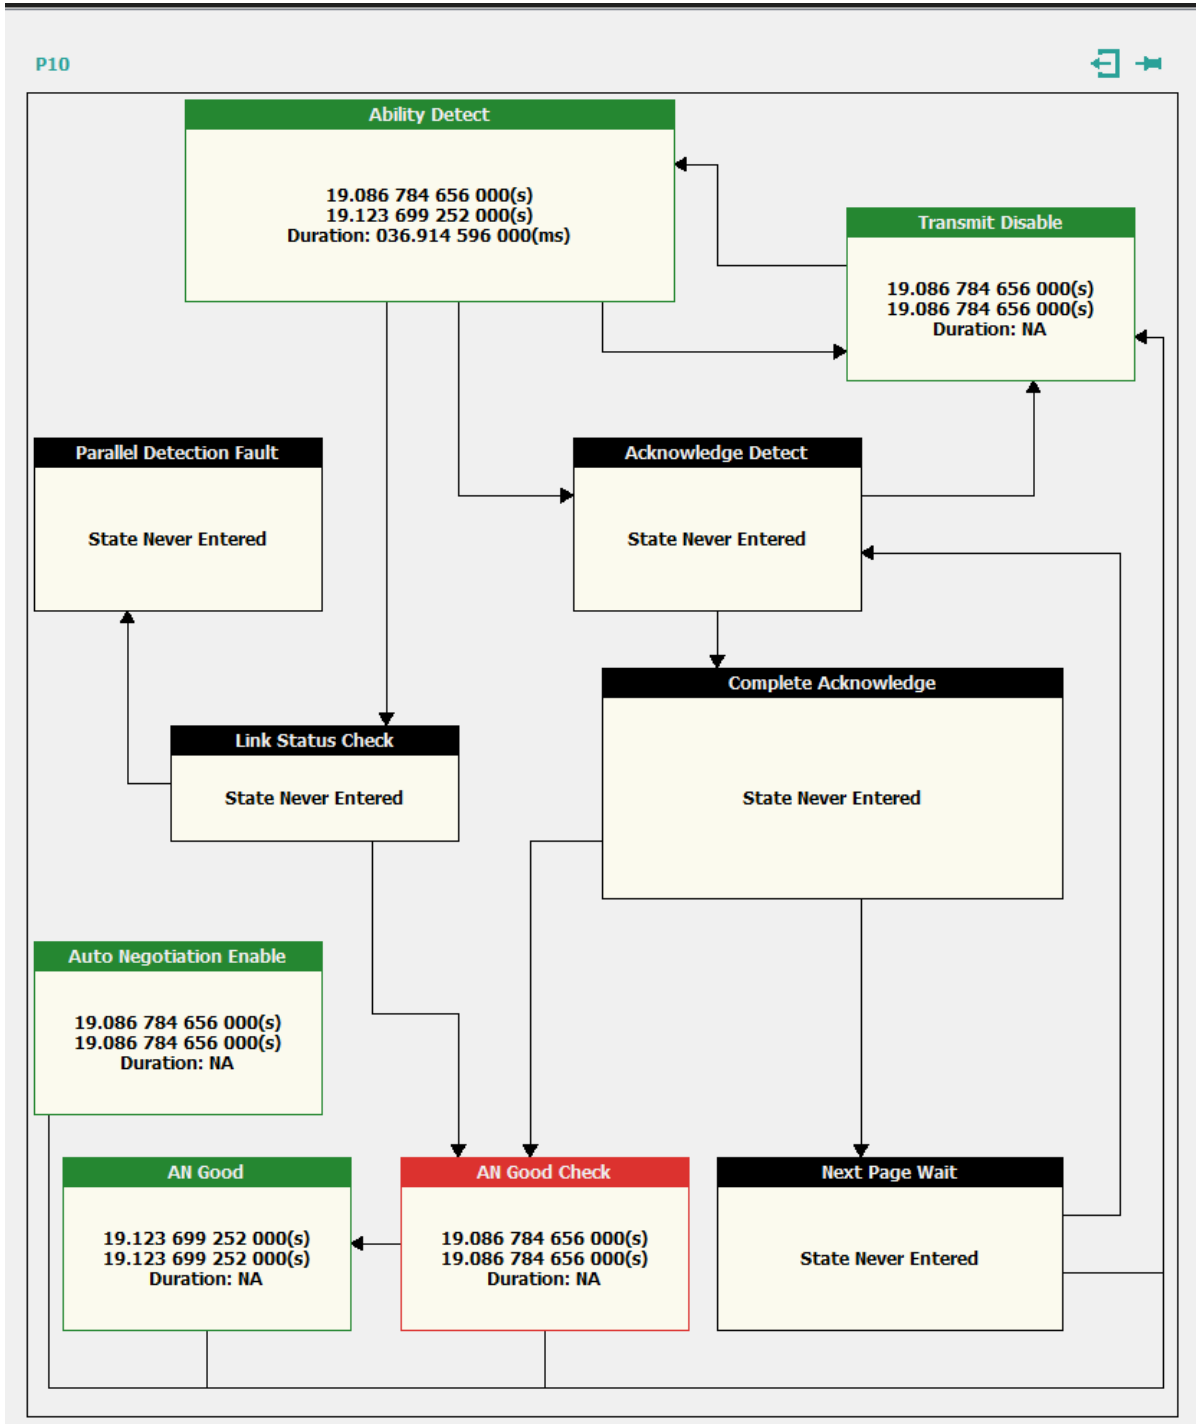 P10
Ability Detect
19.086 784 656 000(s)
19.123 699 252 000(s)
Duration: 036.914 596 000(ms)
Transmit Disable
19.086 784 656 000(s)
19.086 784 656 000(s)
Duration: NA
Parallel Detection Fault
State Never Entered
Acknowledge Detect
State Never Entered
Complete Acknowledge
State Never Entered
Link Status Check
State Never Entered
Auto Negotiation Enable
19.086 784 656 000(s)
19.086 784 656 000(s)
Duration: NA
AN Good
19.123 699 252 000(s)
19.123 699 252 000(s)
Duration: NA
AN Good Check
19.086 784 656 000(s)
19.086 784 656 000(s)
Duration: NA
Next Page Wait
State Never Entered